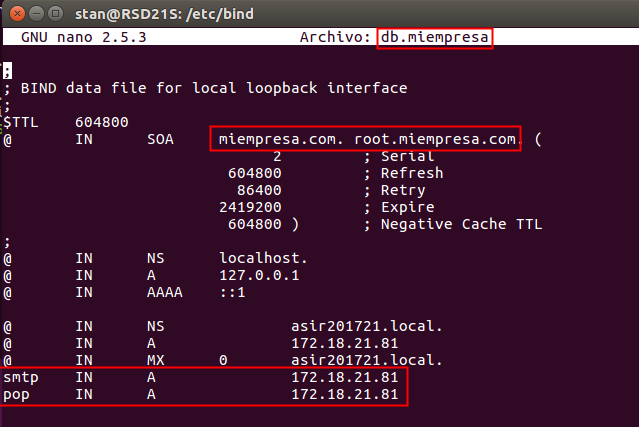 stan@RSD21S: /etc/bind
GNU nano 2.5.3 Archivo: db.miempresa
;
; BIND data file for local loopback interface
;
$TTL 604800
@ IN SOA miempresa.com. root.miempresa.com. (
2 ; Serial
604800 ; Refresh
86400 ; Retry
2419200 ; Expire
604800 ) ; Negative Cache TTL
;
@ IN NS localhost.
@ IN A 127.0.0.1
@ IN AAAA ::1
@ IN NS asir201721.local.
@ IN A 172.18.21.81
@ IN MX 0 asir201721.local.
smtp IN A 172.18.21.81
pop IN A 172.18.21.81